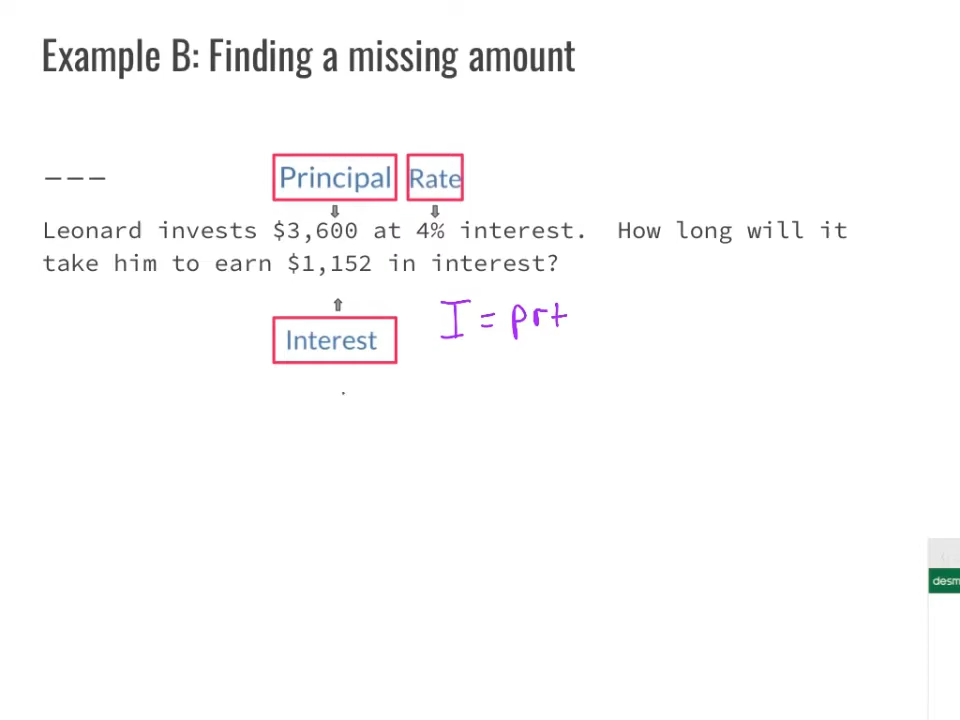 Example B: Finding a missing amount
———
Principal Rate
Leonard invests $3,600 at 4% interest. How long will it
take him to earn $1,152 in interest?
I = prt
Interest
desm